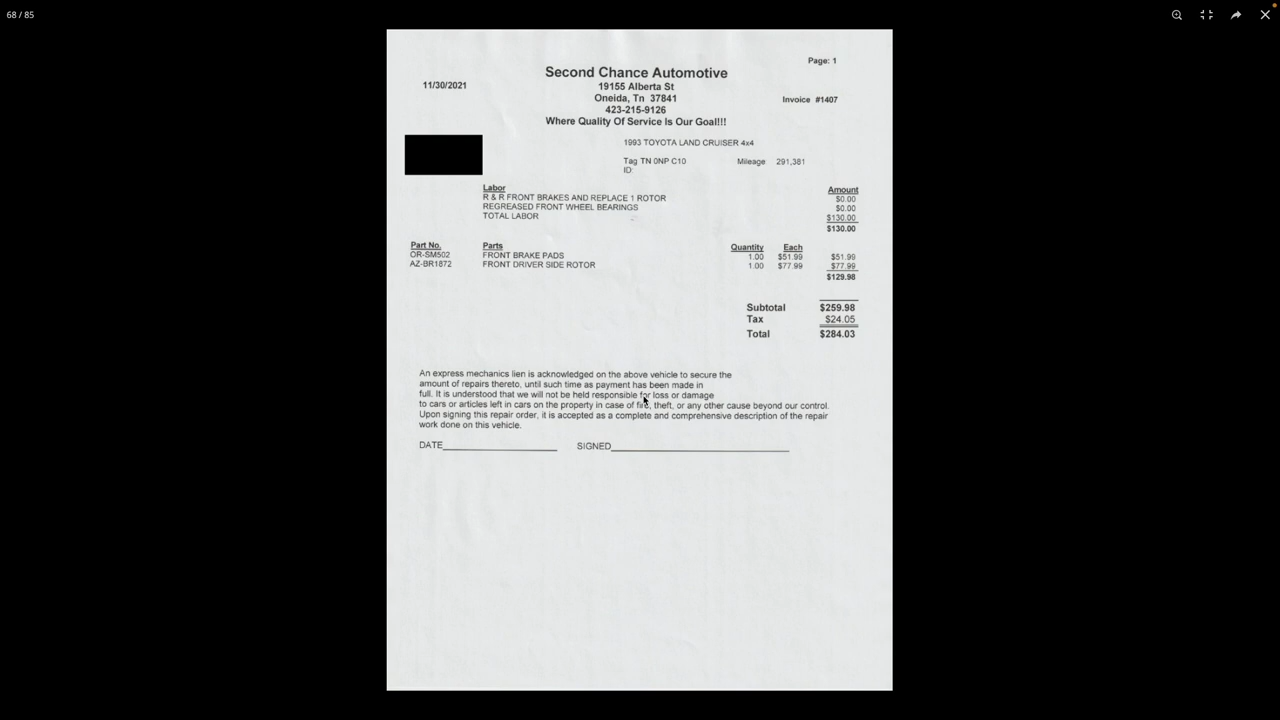 68 / 85
Page: 1
Second Chance Automotive
11/30/2021
19155 Alberta St
Oneida, Tn 37841
Invoice #1407
423-215-9126
Where Quality Of Service Is Our Goal!!!
1993 TOYOTA LAND CRUISER 4x4
Tag TN 0NP C10 Mileage 291,381
ID:
Labor Amount
R & R FRONT BRAKES AND REPLACE 1 ROTOR $0.00
REGREASED FRONT WHEEL BEARINGS $0.00
TOTAL LABOR $130.00
$130.00
Part No. Parts Quantity Each
OR-SM502 FRONT BRAKE PADS 1.00 $51.99 $51.99
AZ-BR1872 FRONT DRIVER SIDE ROTOR 1.00 $77.99 $77.99
$129.98
Subtotal $259.98
Tax $24.05
Total $284.03
An express mechanics lien is acknowledged on the above vehicle to secure the
amount of repairs thereto, until such time as payment has been made in
full. It is understood that we will not be held responsible for loss or damage
to cars or articles left in cars on the property in case of fire, theft, or any other cause beyond our control.
Upon signing this repair order, it is accepted as a complete and comprehensive description of the repair
work done on this vehicle.
DATE SIGNED